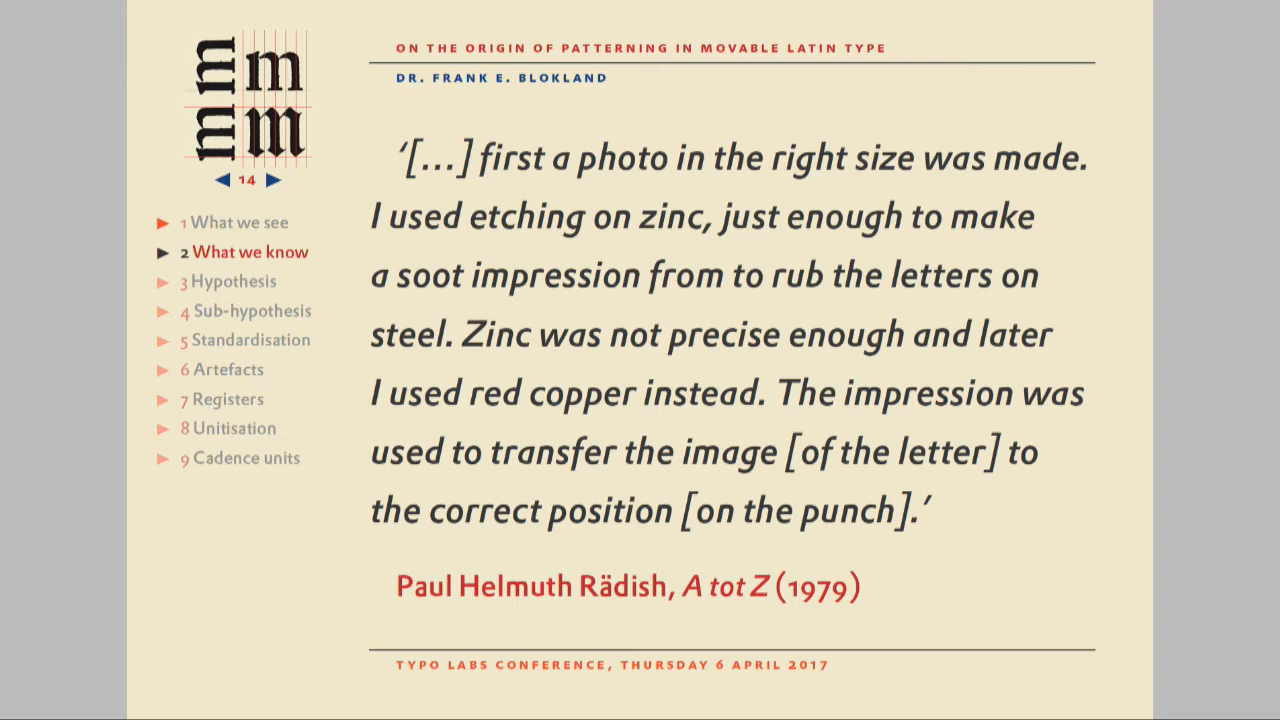 m m m m
ON THE ORIGIN OF PATTERNING IN MOVABLE LATIN TYPE
DR. FRANK E. BLOKLAND
14
1 What we see
2 What we know
3 Hypothesis
4 Sub-hypothesis
5 Standardisation
6 Artefacts
7 Registers
8 Unitisation
9 Cadence units
‘[…] first a photo in the right size was made.
I used etching on zinc, just enough to make
a soot impression from to rub the letters on
steel. Zinc was not precise enough and later
I used red copper instead. The impression was
used to transfer the image [of the letter] to
the correct position [on the punch].’
Paul Helmuth Rädish, A tot Z (1979)
TYPO LABS CONFERENCE, THURSDAY 6 APRIL 2017